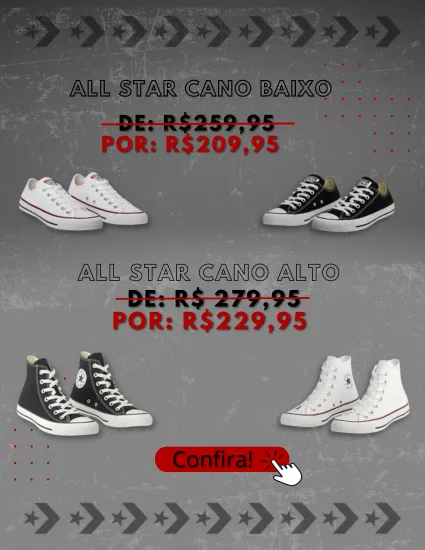 ALL STAR CANO BAIXO
DE: R$259,95
POR: R$209,95
ALL STAR CANO ALTO
DE: R$ 279,95
POR: R$229,95
Confira!